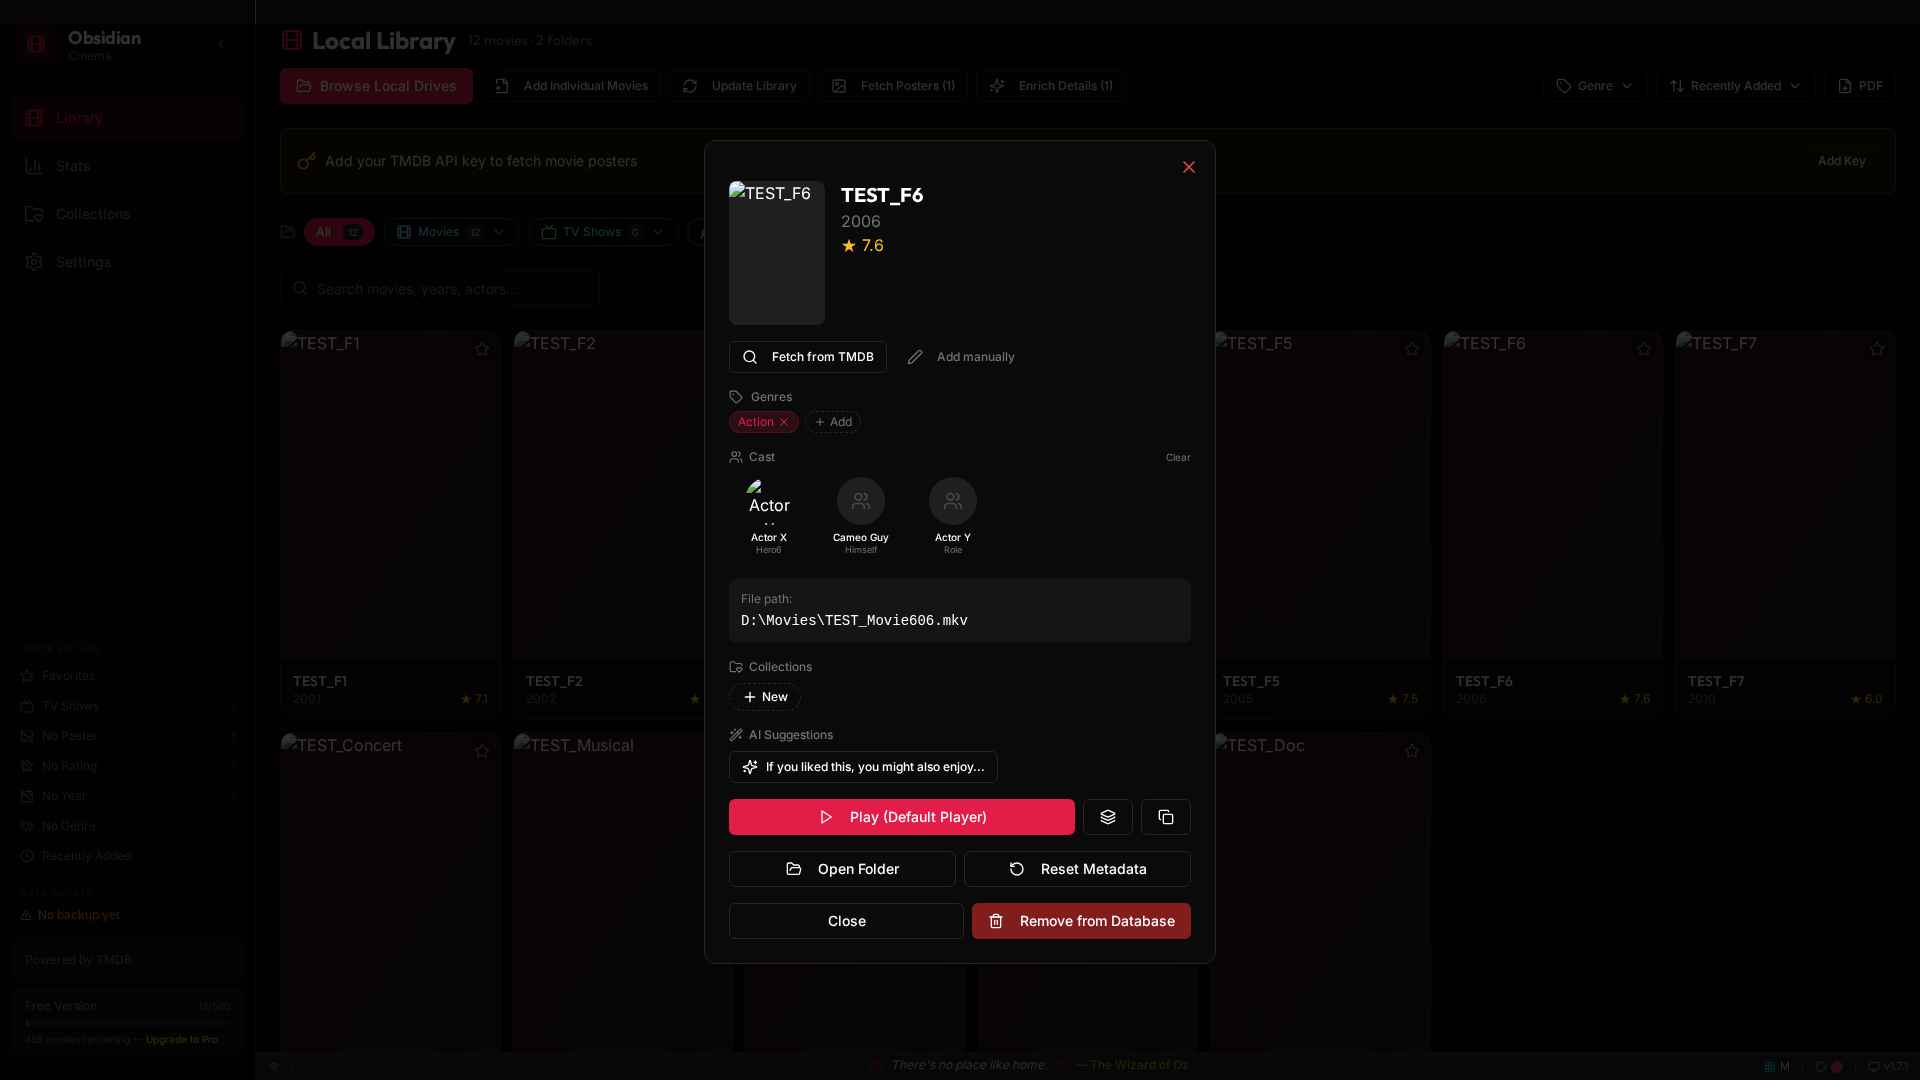 Obsidian
Cinema
Library
Stats
Collections
Settings
Favorites
TV Shows
No Poster
No Rating
No Year
No Genre
Recently Added
No backup yet
Powered by TMDB
Free Version
Upgrade to Pro
Local Library
12 movies · 2 folders
Browse Local Drives
Add Individual Movies
Update Library
Fetch Posters (1)
Enrich Details (1)
Genre
Recently Added
PDF
Add your TMDB API key to fetch movie posters
Add Key
All 12
Movies 12
TV Shows 0
Search movies, years, actors...
TEST_F1
TEST_F2
TEST_F5
TEST_F6
TEST_F7
TEST_F1
2001
7.1
TEST_F2
2002
TEST_F5
2005
7.5
TEST_F6
2006
7.6
TEST_F7
6.0
TEST_Concert
TEST_Musical
TEST_Doc
TEST_F6
TEST_F6
2006
★ 7.6
Fetch from TMDB
Add manually
Genres
Action
+ Add
Cast
Clear
Actor
Actor X
Hero6
Cameo Guy
Himself
Actor Y
Role
File path:
D:\Movies\TEST_Movie606.mkv
Collections
+ New
AI Suggestions
If you liked this, you might also enjoy...
Play (Default Player)
Open Folder
Reset Metadata
Close
Remove from Database
There's no place like home.
— The Wizard of Oz
M
v1.7.1